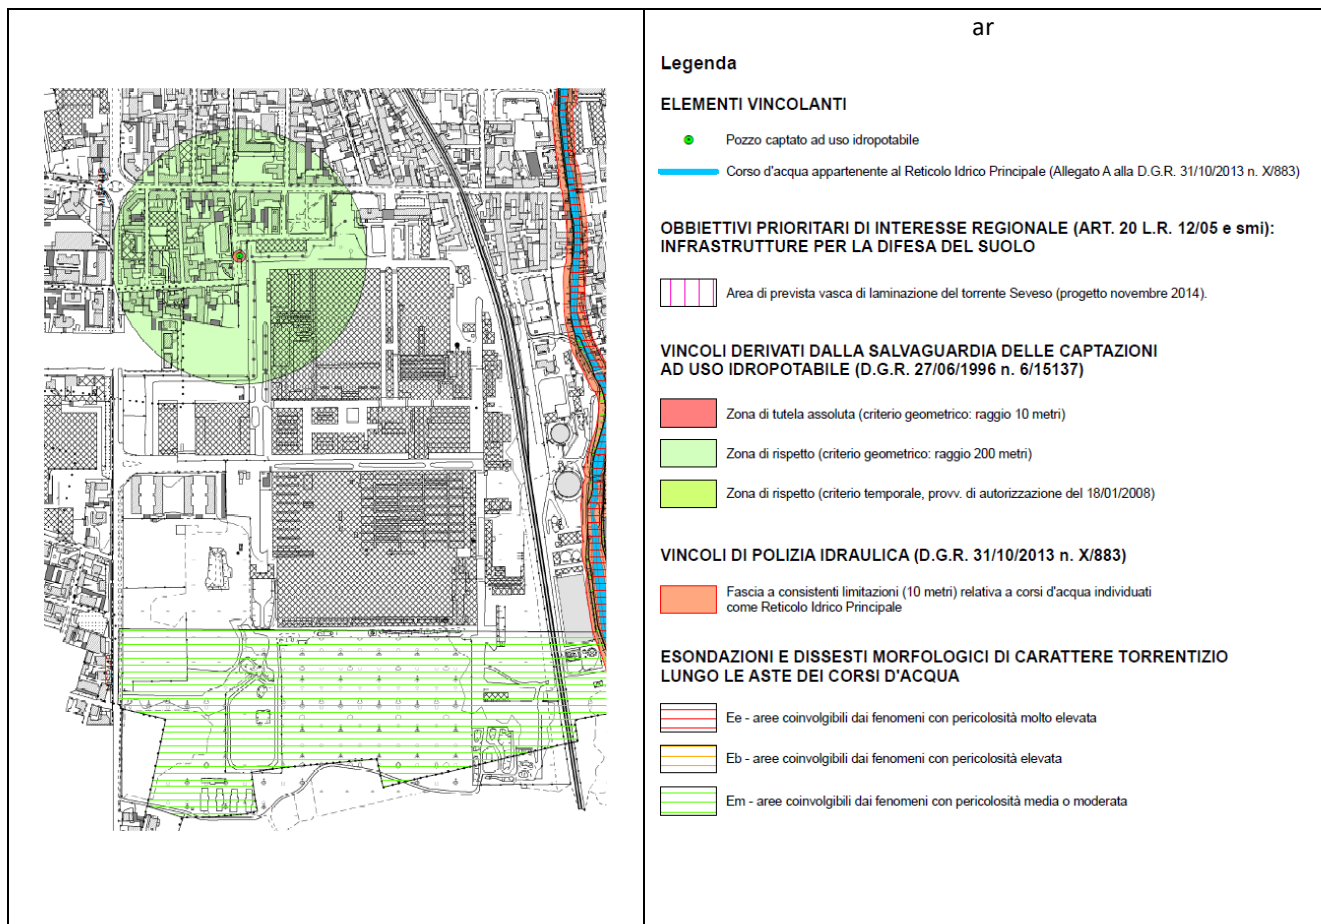 ar
Legenda
ELEMENTI VINCOLANTI
Pozzo captato ad uso idropotabile
Corso d'acqua appartenente al Reticolo Idrico Principale (Allegato A alla D.G.R. 31/10/2013 n. X/883)
OBBIETTIVI PRIORITARI DI INTERESSE REGIONALE (ART. 20 L.R. 12/05 e smi):
INFRASTRUTTURE PER LA DIFESA DEL SUOLO
Area di prevista vasca di laminazione del torrente Seveso (progetto novembre 2014).
VINCOLI DERIVATI DALLA SALVAGUARDIA DELLE CAPTAZIONI
AD USO IDROPOTABILE (D.G.R. 27/06/1996 n. 6/15137)
Zona di tutela assoluta (criterio geometrico: raggio 10 metri)
Zona di rispetto (criterio geometrico: raggio 200 metri)
Zona di rispetto (criterio temporale, provv. di autorizzazione del 18/01/2008)
VINCOLI DI POLIZIA IDRAULICA (D.G.R. 31/10/2013 n. X/883)
Fascia a consistenti limitazioni (10 metri) relativa a corsi d'acqua individuati
come Reticolo Idrico Principale
ESONDAZIONI E DISSESTI MORFOLOGICI DI CARATTERE TORRENTIZIO
LUNGO LE ASTE DEI CORSI D'ACQUA
Ee - aree coinvolgibili dai fenomeni con pericolosità molto elevata
Eb - aree coinvolgibili dai fenomeni con pericolosità elevata
Em - aree coinvolgibili dai fenomeni con pericolosità media o moderata